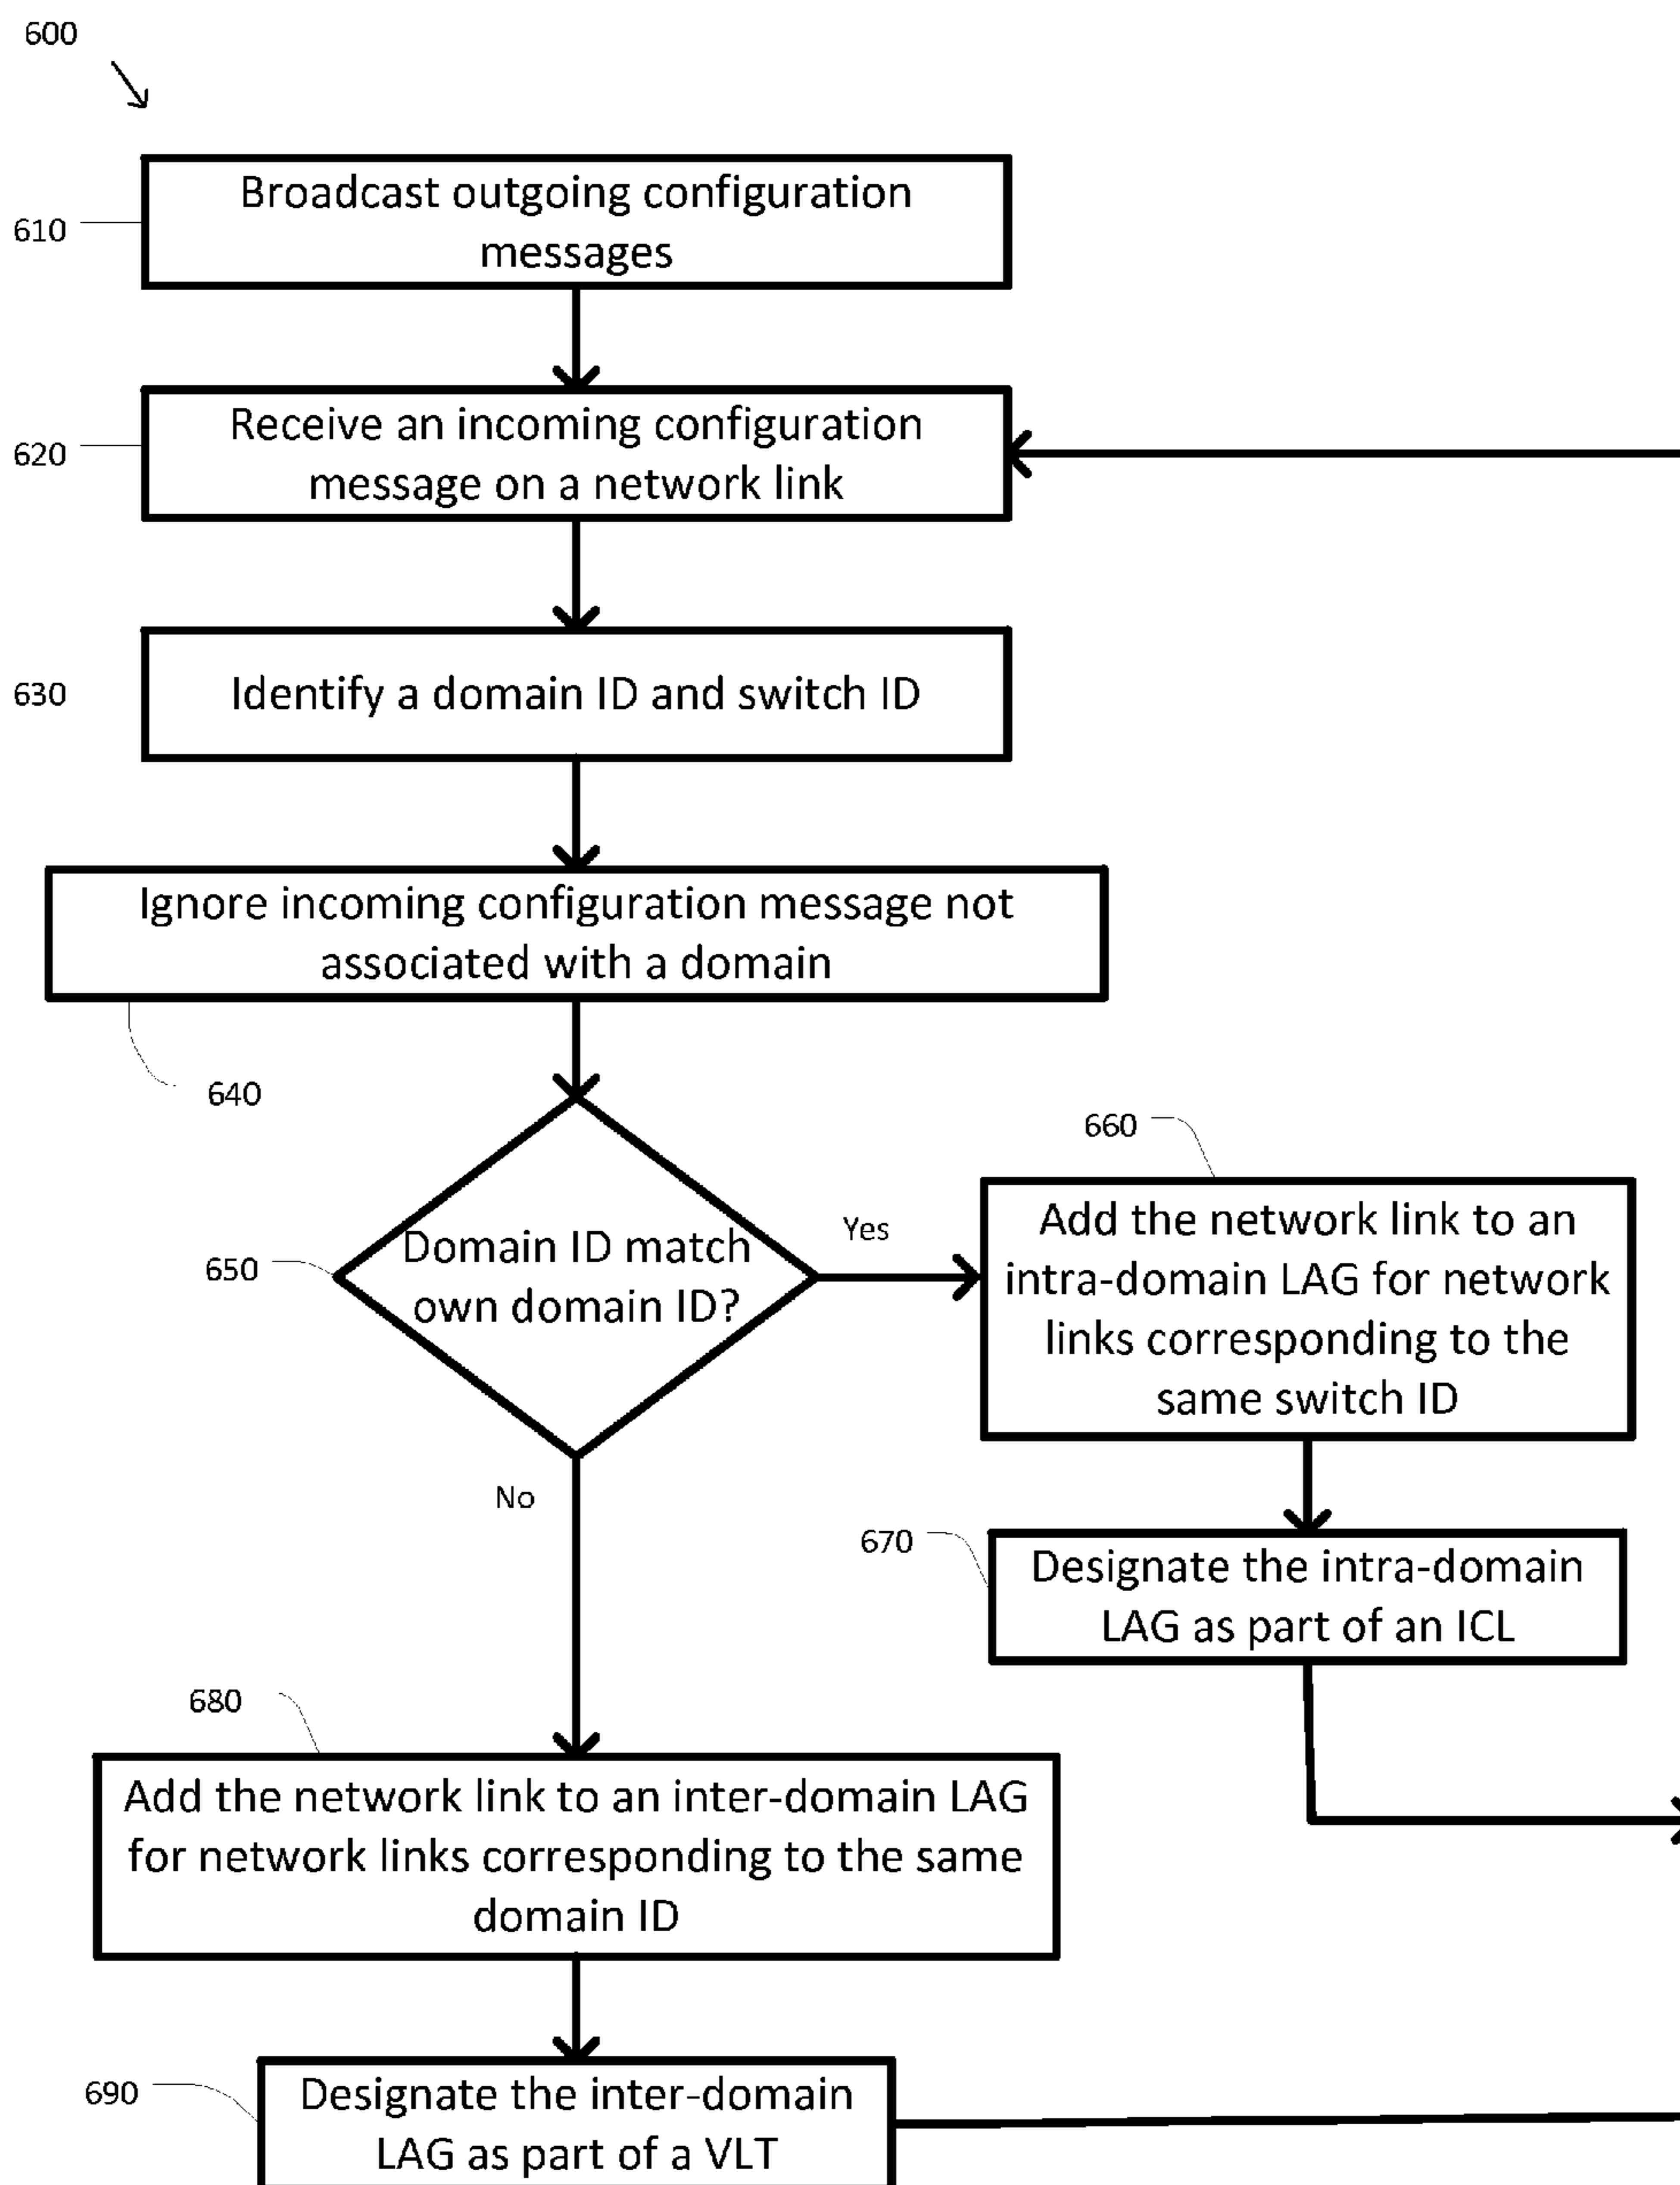 600
610
Broadcast outgoing configuration
messages
620
Receive an incoming configuration
message on a network link
630
Identify a domain ID and switch ID
Ignore incoming configuration message not
associated with a domain
640
650
Domain ID match
own domain ID?
Yes
660
Add the network link to an
intra-domain LAG for network
links corresponding to the
same switch ID
No
670
Designate the intra-domain
LAG as part of an ICL
680
Add the network link to an inter-domain LAG
for network links corresponding to the same
domain ID
690
Designate the inter-domain
LAG as part of a VLT